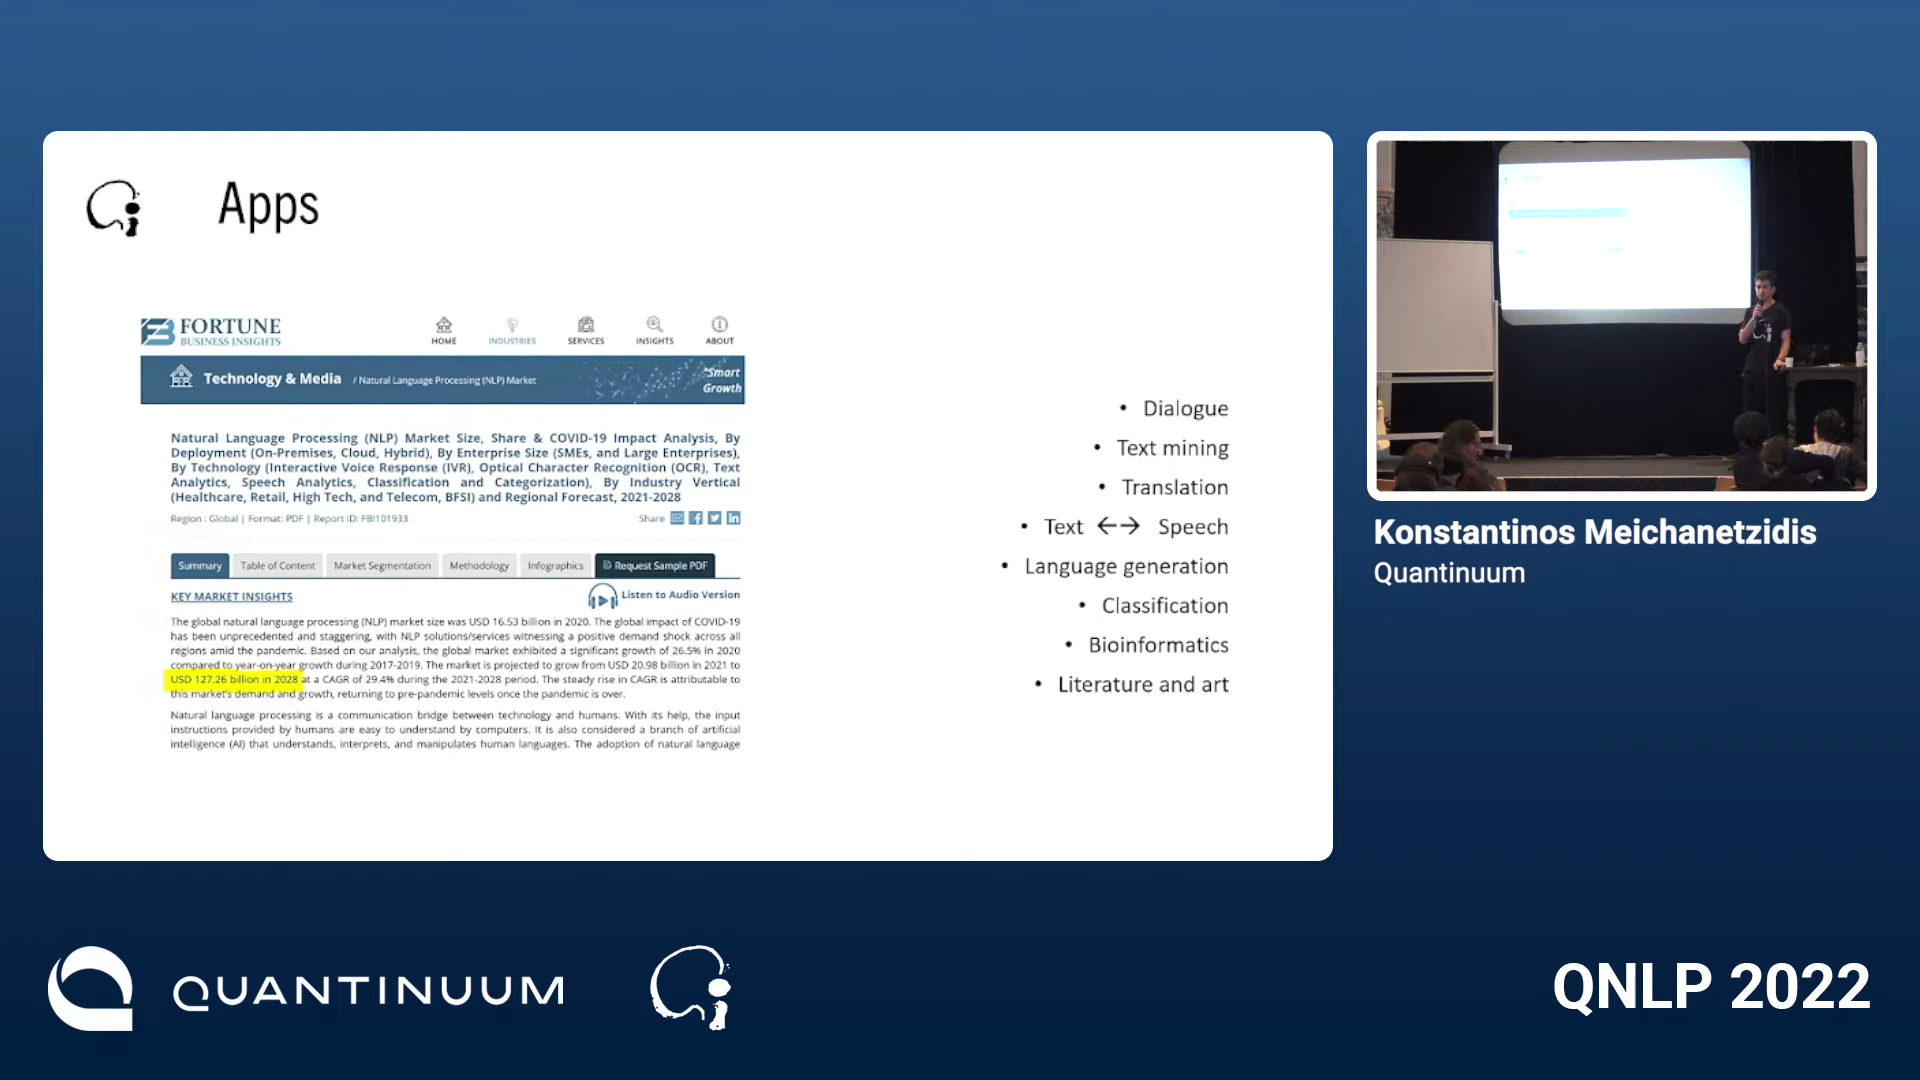 Apps
FORTUNE
BUSINESS INSIGHTS
HOME
INDUSTRIES
SERVICES
INSIGHTS
ABOUT
Technology & Media / Natural Language Processing (NLP) Market
"Smart
Growth
Natural Language Processing (NLP) Market Size, Share & COVID-19 Impact Analysis, By
Deployment (On-Premises, Cloud, Hybrid), By Enterprise Size (SMEs, and Large Enterprises),
By Technology (Interactive Voice Response (IVR), Optical Character Recognition (OCR), Text
Analytics, Speech Analytics, Classification and Categorization), By Industry Vertical
(Healthcare, Retail, High Tech, and Telecom, BFSI) and Regional Forecast, 2021-2028
Region : Global | Format: PDF | Report ID: FBI101933
Share
Summary
Table of Content
Market Segmentation
Methodology
Infographics
Request Sample PDF
KEY MARKET INSIGHTS
Listen to Audio Version
The global natural language processing (NLP) market size was USD 16.53 billion in 2020. The global impact of COVID-19
has been unprecedented and staggering, with NLP solutions/services witnessing a positive demand shock across all
regions amid the pandemic. Based on our analysis, the global market exhibited a significant growth of 26.5% in 2020
compared to year-on-year growth during 2017-2019. The market is projected to grow from USD 20.98 billion in 2021 to
USD 127.26 billion in 2028 at a CAGR of 29.4% during the 2021-2028 period. The steady rise in CAGR is attributable to
this market's demand and growth, returning to pre-pandemic levels once the pandemic is over.
Natural language processing is a communication bridge between technology and humans. With its help, the input
instructions provided by humans are easy to understand by computers. It is also considered a branch of artificial
intelligence (AI) that understands, interprets, and manipulates human languages. The adoption of natural language
• Dialogue
• Text mining
• Translation
• Text ←→ Speech
• Language generation
• Classification
• Bioinformatics
• Literature and art
Apps
Konstantinos Meichanetzidis
Quantinuum
QUANTINUUM
QNLP 2022